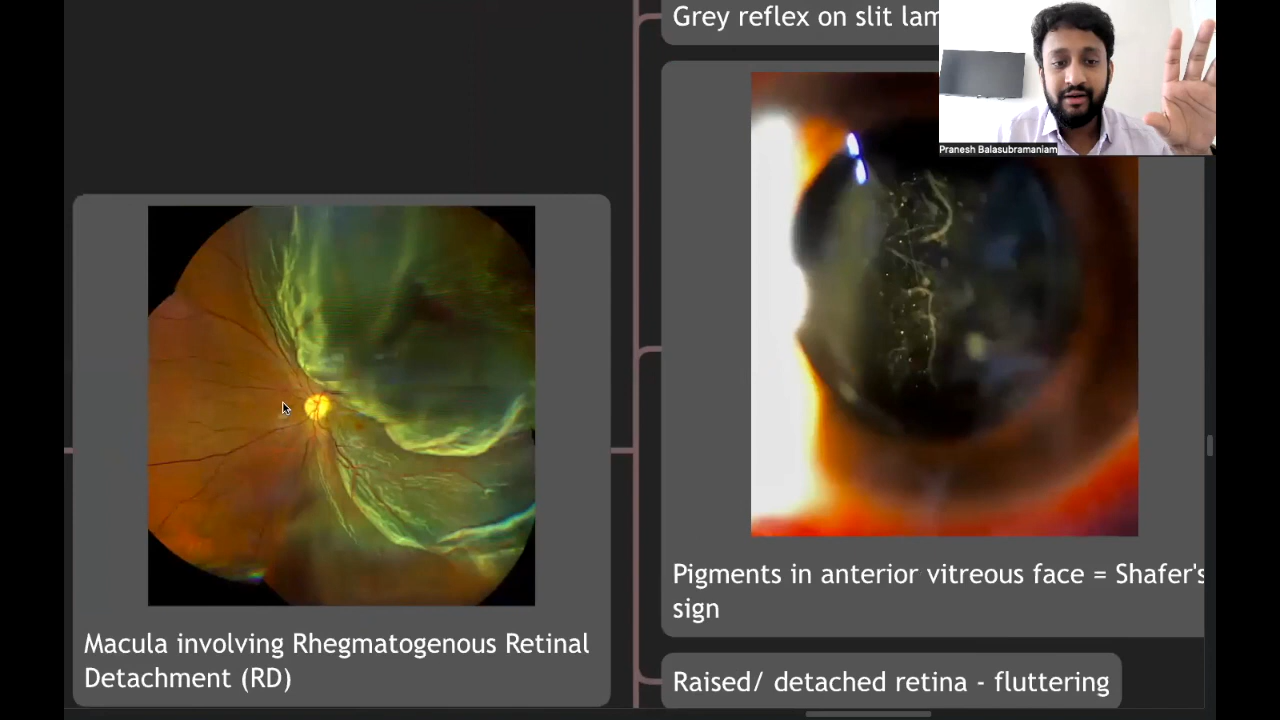 Grey reflex on slit lam
Pranesh Balasubramaniam
Pigments in anterior vitreous face = Shafer's
sign
Macula involving Rhegmatogenous Retinal
Detachment (RD)
Raised/ detached retina - fluttering